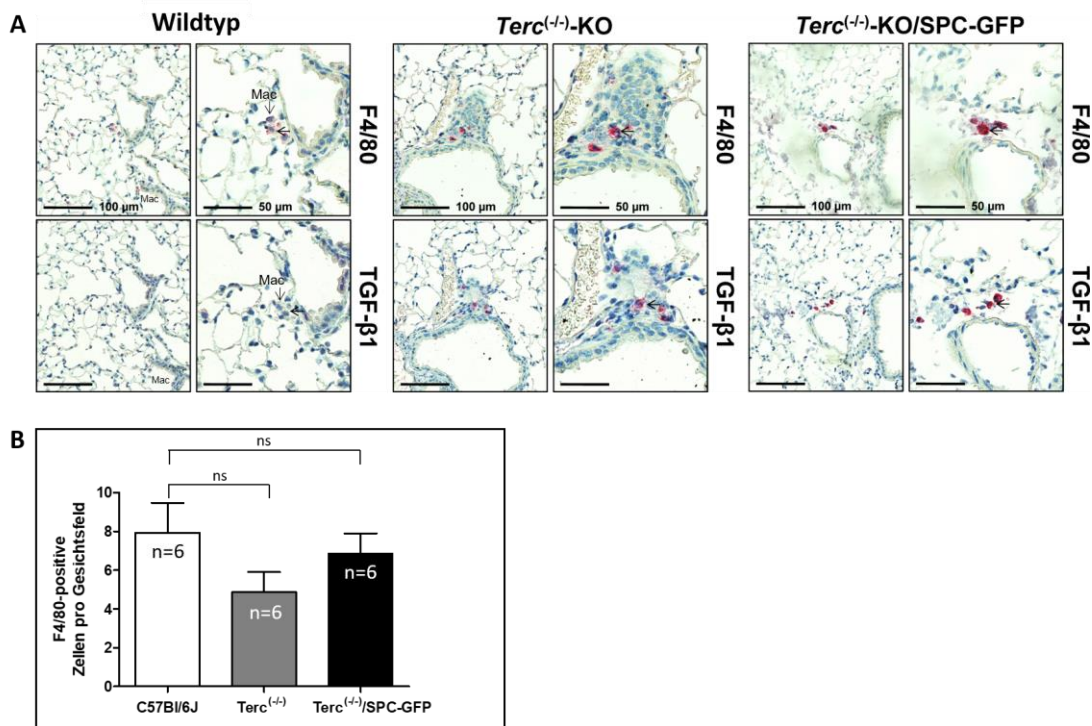 A
Wildtyp
Terc(-/-)-KO
Terc(-/-)-KO/SPC-GFP
Mac
Mac
100 µm
50 µm
F4/80
100 µm
50 µm
F4/80
100 µm
50 µm
F4/80
Mac
Mac
TGF-β1
TGF-β1
TGF-β1
B
ns
ns
F4/80-positive
Zellen pro Gesichtsfeld
10
8
6
4
2
0
n=6
n=6
n=6
C57Bl/6J
Terc(-/-)
Terc(-/-)/SPC-GFP